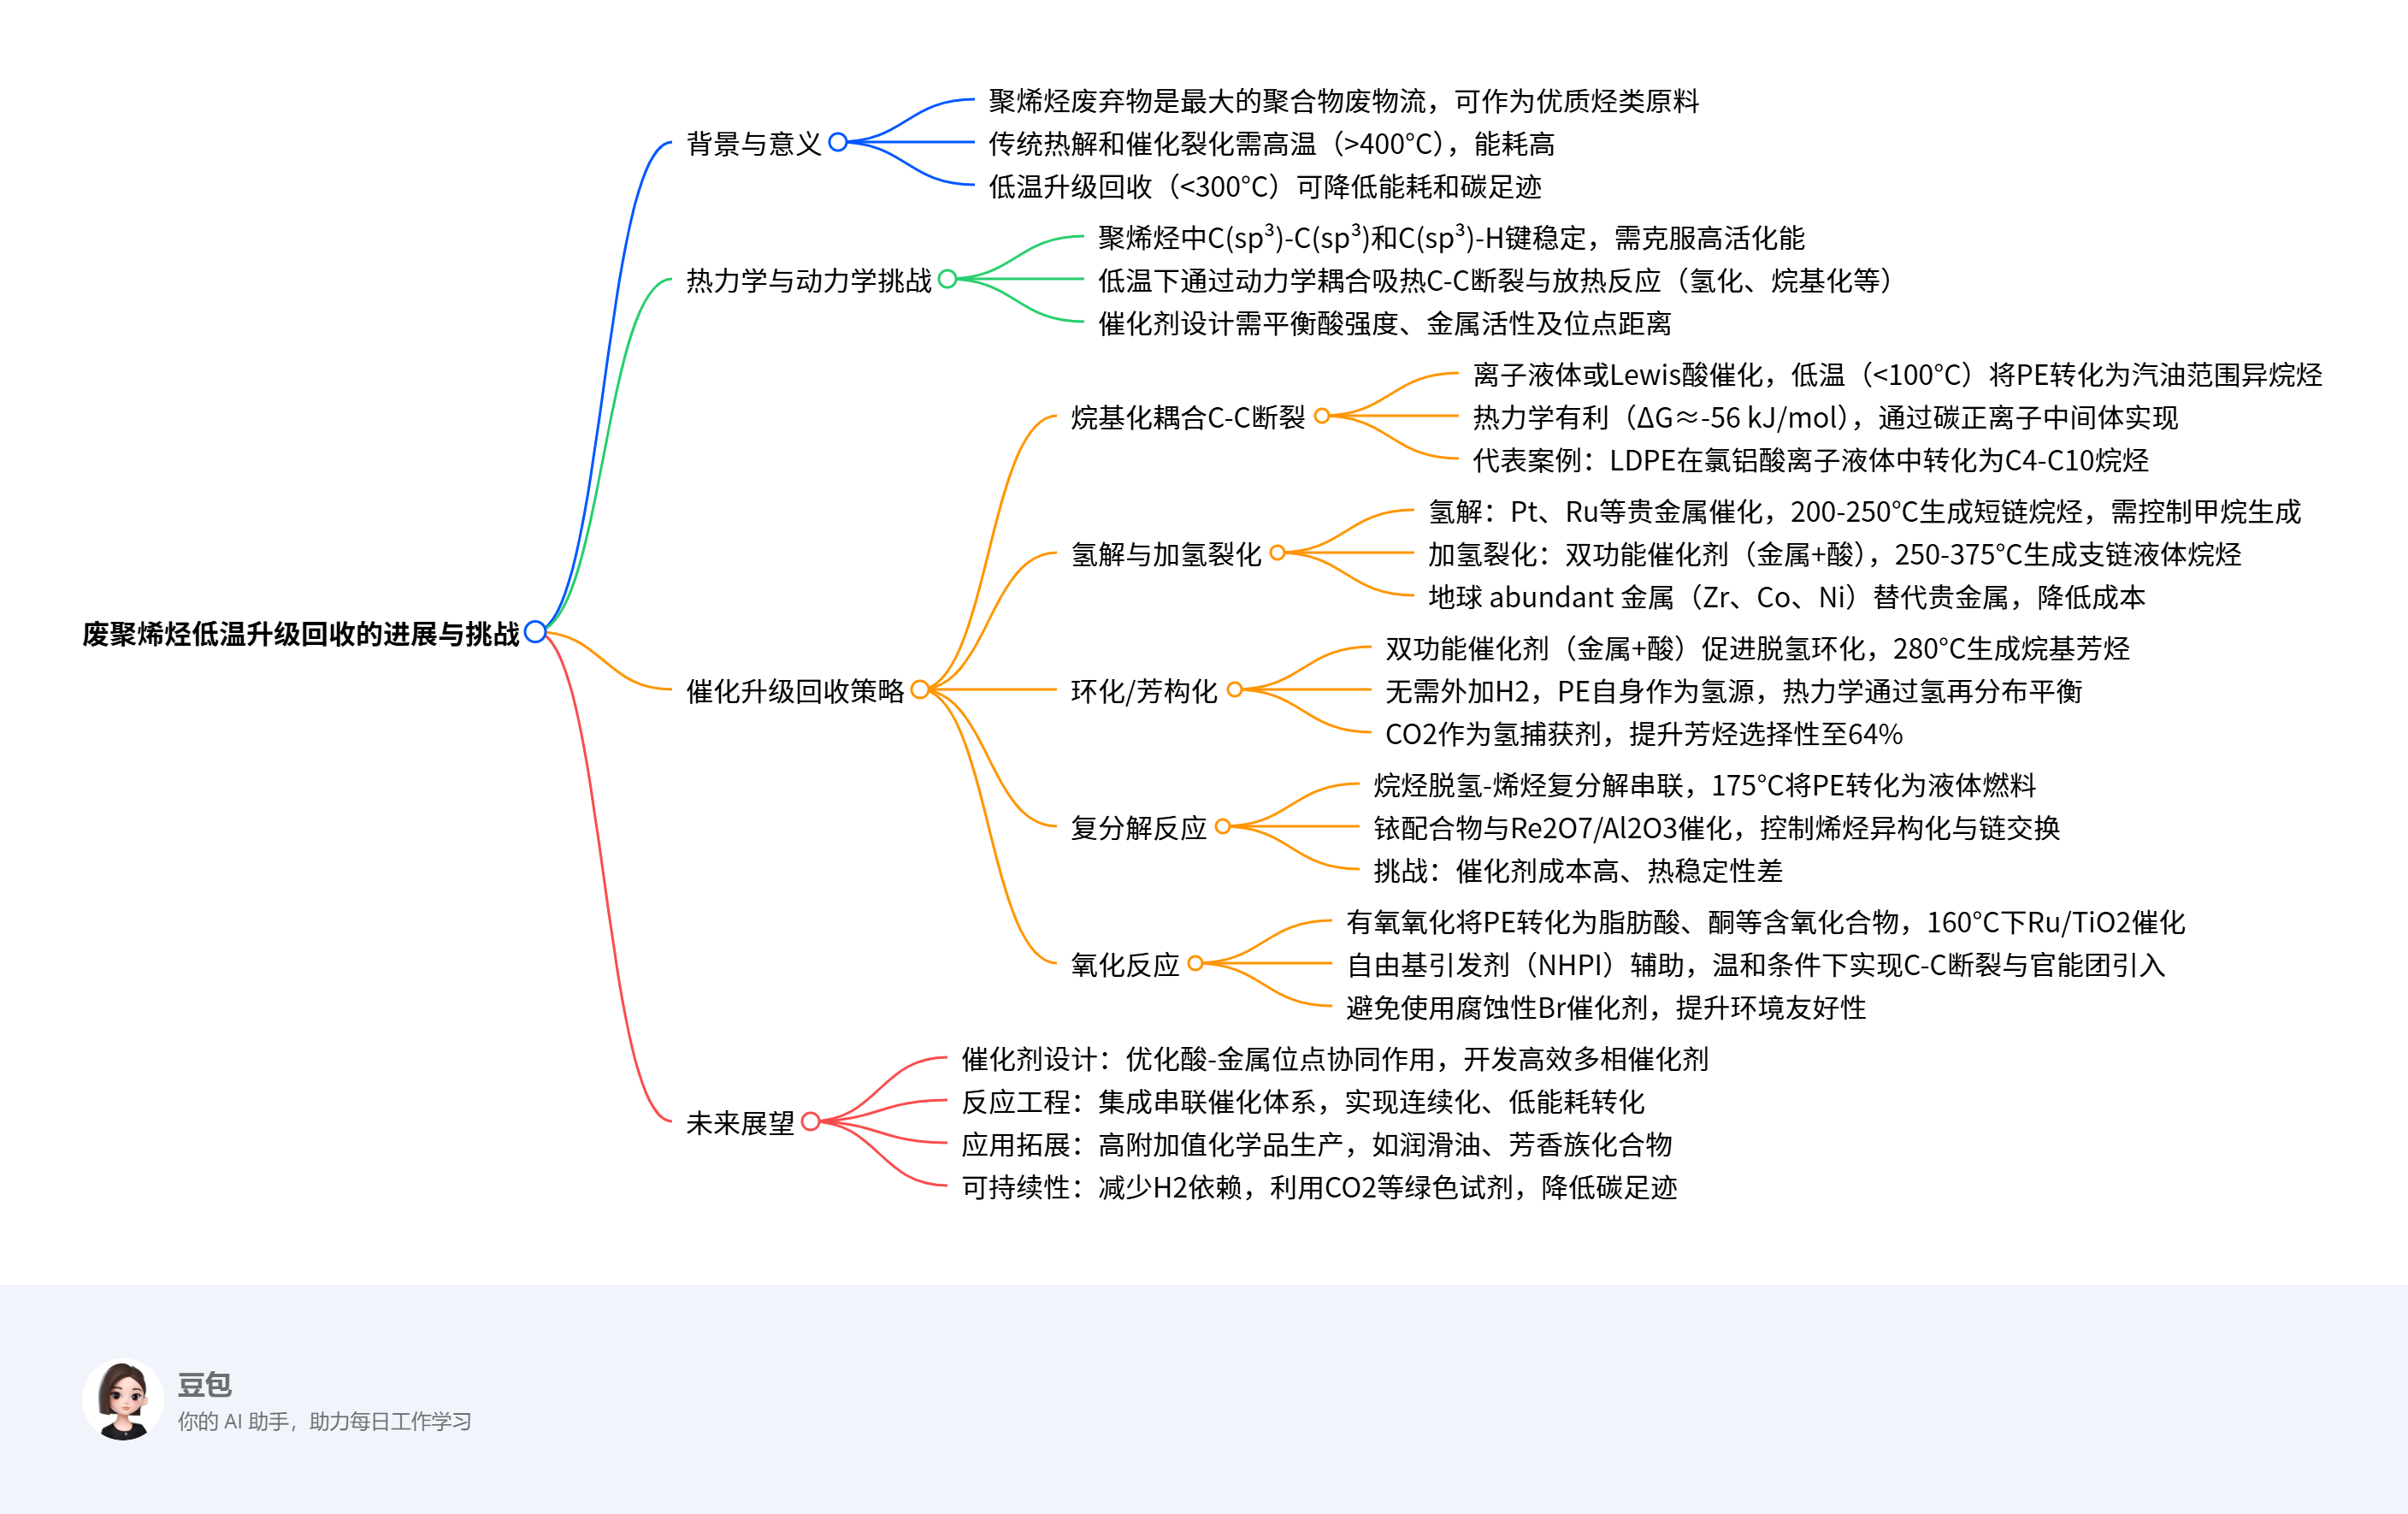 废聚烯烃低温升级回收的进展与挑战
背景与意义
聚烯烃废弃物是最大的聚合物废物流，可作为优质烃类原料
传统热解和催化裂化需高温（>400°C），能耗高
低温升级回收（<300°C）可降低能耗和碳足迹
热力学与动力学挑战
聚烯烃中C(sp³)-C(sp³)和C(sp³)-H键稳定，需克服高活化能
低温下通过动力学耦合吸热C-C断裂与放热反应（氢化、烷基化等）
催化剂设计需平衡酸强度、金属活性及位点距离
催化升级回收策略
烷基化耦合C-C断裂
离子液体或Lewis酸催化，低温（<100°C）将PE转化为汽油范围异烷烃
热力学有利（ΔG≈-56 kJ/mol），通过碳正离子中间体实现
代表案例：LDPE在氯铝酸离子液体中转化为C4-C10烷烃
氢解与加氢裂化
氢解：Pt、Ru等贵金属催化，200-250°C生成短链烷烃，需控制甲烷生成
加氢裂化：双功能催化剂（金属+酸），250-375°C生成支链液体烷烃
地球 abundant 金属（Zr、Co、Ni）替代贵金属，降低成本
环化/芳构化
双功能催化剂（金属+酸）促进脱氢环化，280°C生成烷基芳烃
无需外加H2，PE自身作为氢源，热力学通过氢再分布平衡
CO2作为氢捕获剂，提升芳烃选择性至64%
复分解反应
烷烃脱氢-烯烃复分解串联，175°C将PE转化为液体燃料
铱配合物与Re2O7/Al2O3催化，控制烯烃异构化与链交换
挑战：催化剂成本高、热稳定性差
氧化反应
有氧氧化将PE转化为脂肪酸、酮等含氧化合物，160°C下Ru/TiO2催化
自由基引发剂（NHPI）辅助，温和条件下实现C-C断裂与官能团引入
避免使用腐蚀性Br催化剂，提升环境友好性
未来展望
催化剂设计：优化酸-金属位点协同作用，开发高效多相催化剂
反应工程：集成串联催化体系，实现连续化、低能耗转化
应用拓展：高附加值化学品生产，如润滑油、芳香族化合物
可持续性：减少H2依赖，利用CO2等绿色试剂，降低碳足迹
豆包
你的 AI 助手，助力每日工作学习